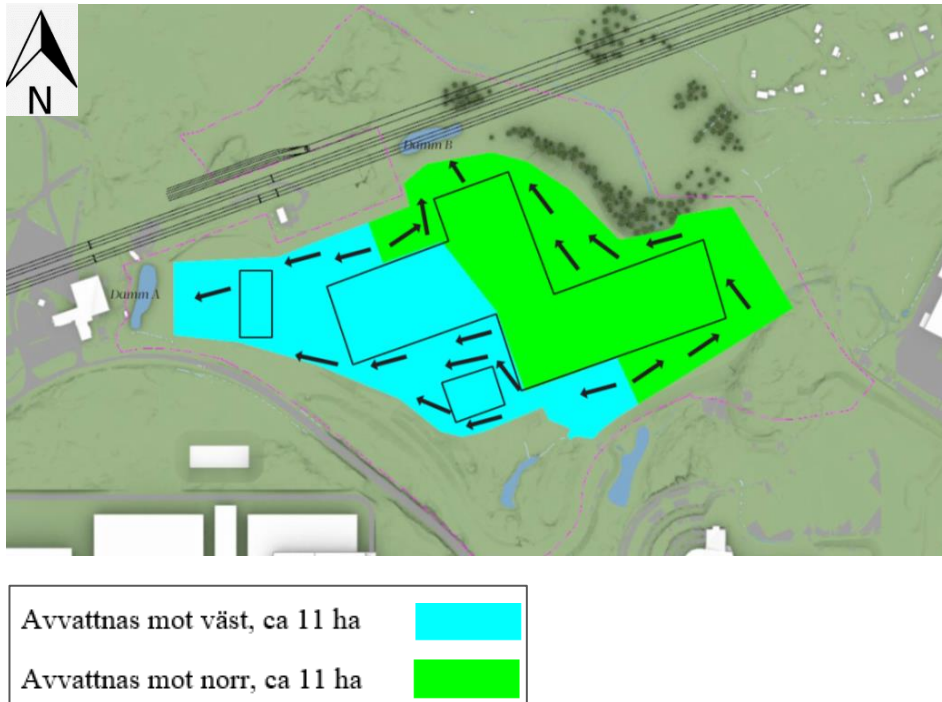 N
Damm B
Damm A
Avvattnas mot väst, ca 11 ha
Avvattnas mot norr, ca 11 ha